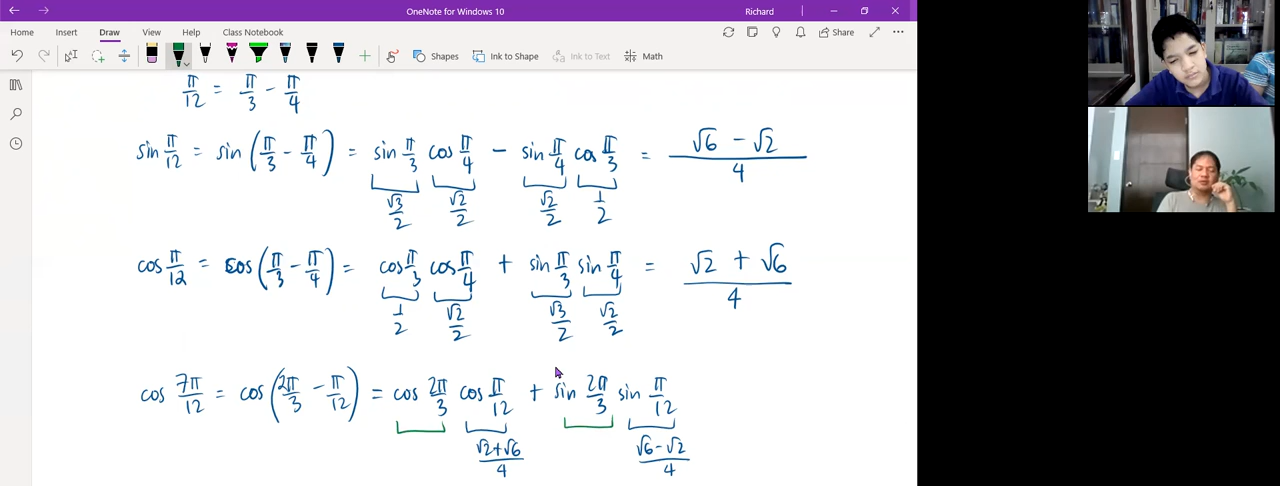 OneNote for Windows 10
Richard
Home Insert Draw View Help Class Notebook
Share
Shapes Ink to Shape Ink to Text Math
π/12 = π/3 - π/4
sin π/12 = sin(π/3 - π/4) = sin π/3 cos π/4 - sin π/4 cos π/3 = (√6 - √2)/4
√3/2 √2/2 √2/2 1/2
cos π/12 = cos(π/3 - π/4) = cos π/3 cos π/4 + sin π/3 sin π/4 = (√2 + √6)/4
1/2 √2/2 √3/2 √2/2
cos 7π/12 = cos(2π/3 - π/12) = cos 2π/3 cos π/12 + sin 2π/3 sin π/12
(√2+√6)/4 (√6-√2)/4